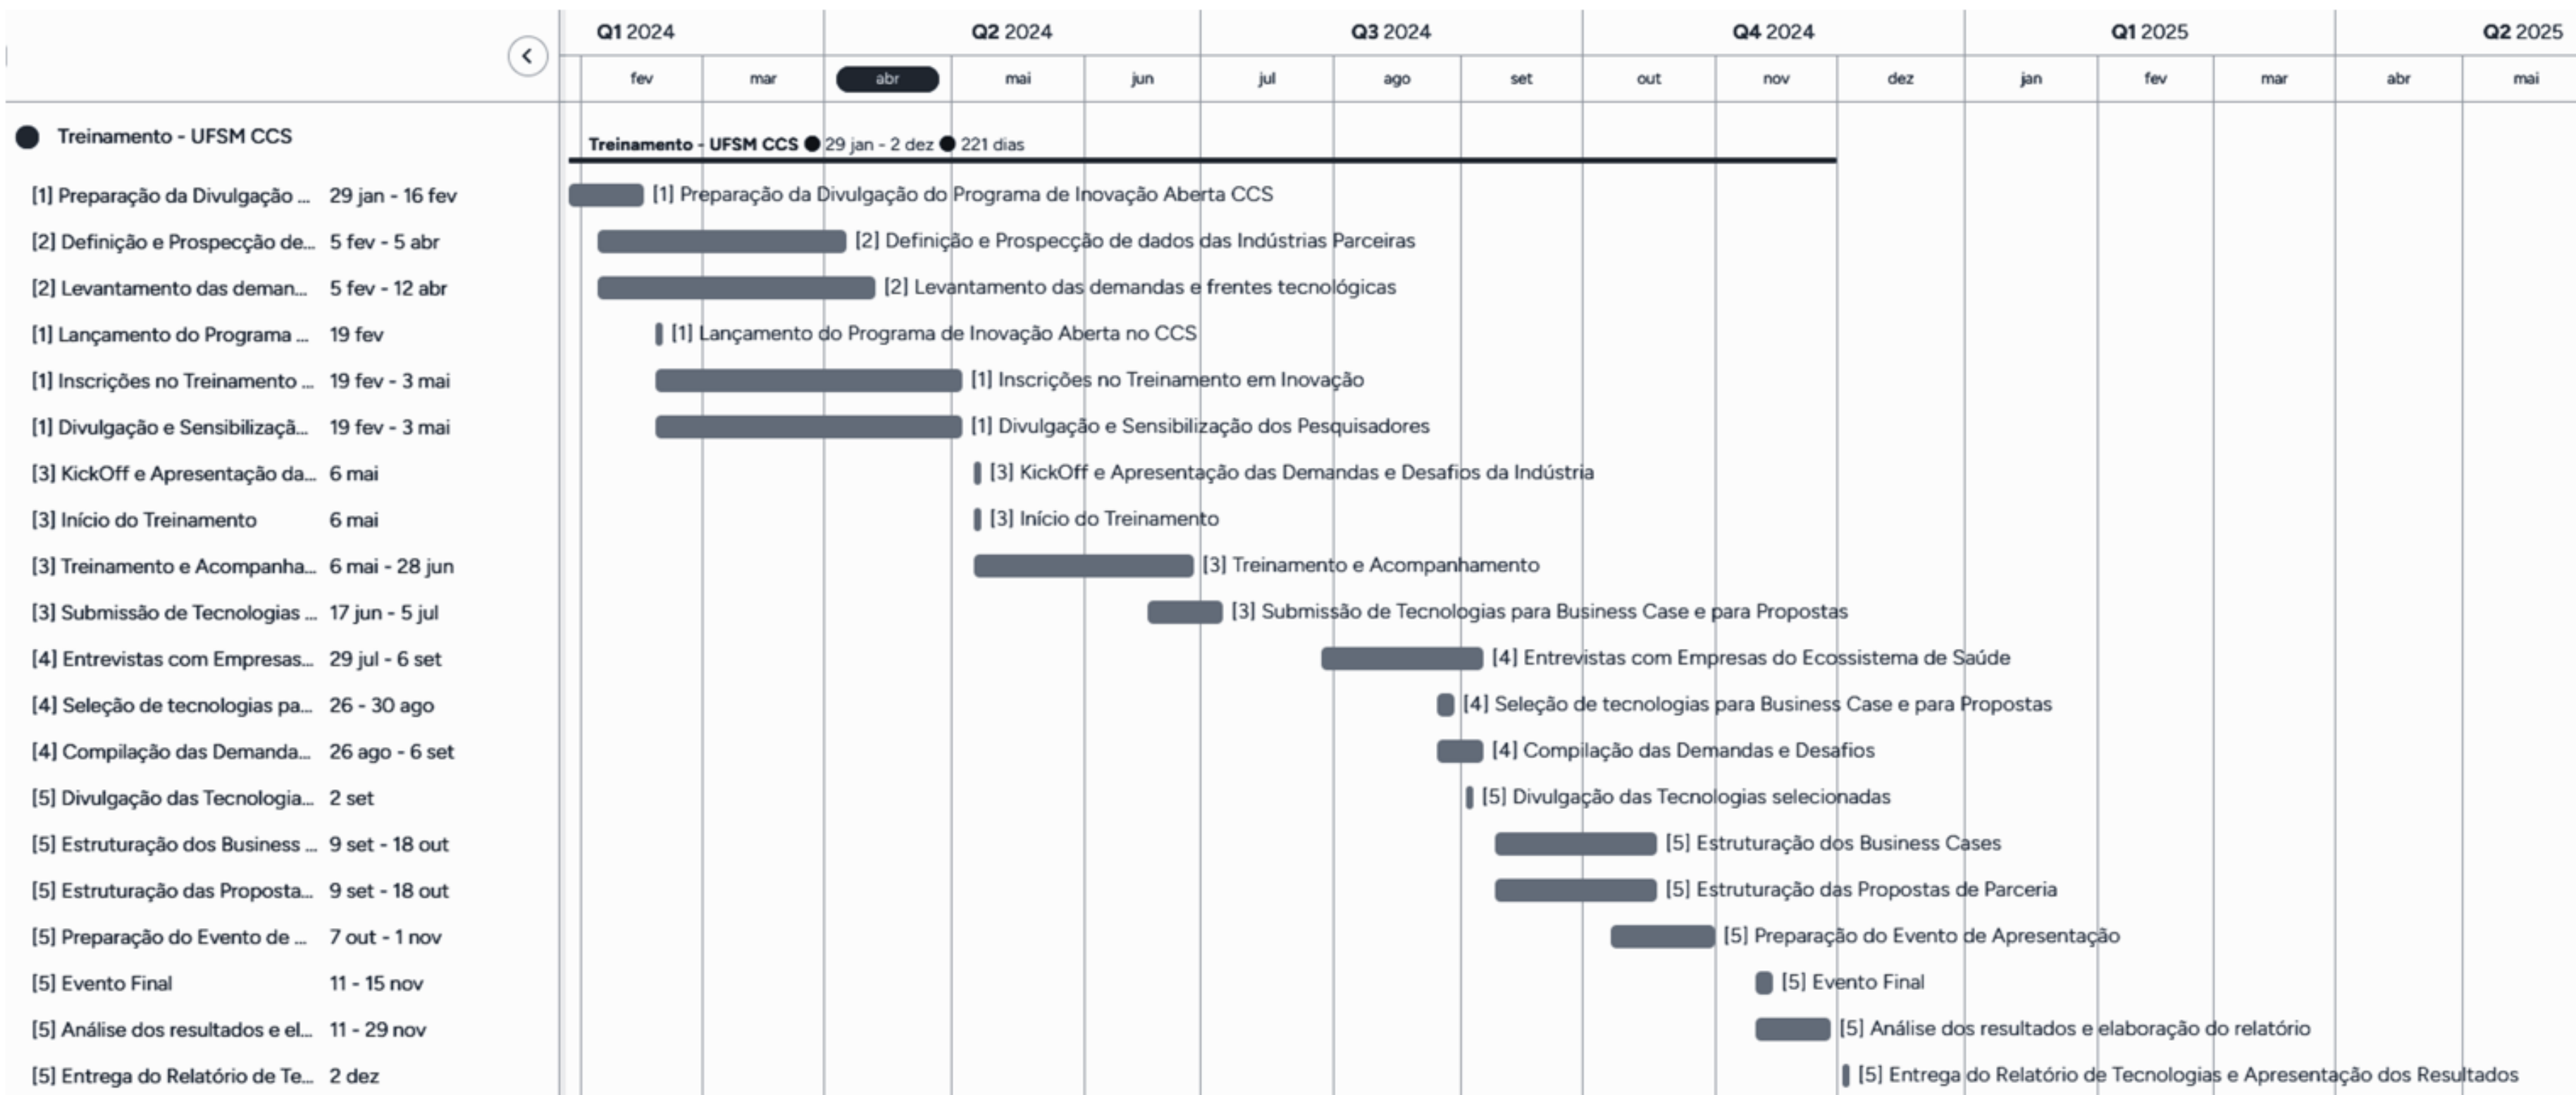 Q1 2024 Q2 2024 Q3 2024 Q4 2024 Q1 2025 Q2 2025
fev mar abr mai jun jul ago set out nov dez jan fev mar abr mai
Treinamento - UFSM CCS
Treinamento - UFSM CCS ● 29 jan - 2 dez ● 221 dias
[1] Preparação da Divulgação ... 29 jan - 16 fev [1] Preparação da Divulgação do Programa de Inovação Aberta CCS
[2] Definição e Prospecção de... 5 fev - 5 abr [2] Definição e Prospecção de dados das Indústrias Parceiras
[2] Levantamento das deman... 5 fev - 12 abr [2] Levantamento das demandas e frentes tecnológicas
[1] Lançamento do Programa ... 19 fev [1] Lançamento do Programa de Inovação Aberta no CCS
[1] Inscrições no Treinamento ... 19 fev - 3 mai [1] Inscrições no Treinamento em Inovação
[1] Divulgação e Sensibilizaçã... 19 fev - 3 mai [1] Divulgação e Sensibilização dos Pesquisadores
[3] KickOff e Apresentação da... 6 mai [3] KickOff e Apresentação das Demandas e Desafios da Indústria
[3] Início do Treinamento 6 mai [3] Início do Treinamento
[3] Treinamento e Acompanha... 6 mai - 28 jun [3] Treinamento e Acompanhamento
[3] Submissão de Tecnologias ... 17 jun - 5 jul [3] Submissão de Tecnologias para Business Case e para Propostas
[4] Entrevistas com Empresas... 29 jul - 6 set [4] Entrevistas com Empresas do Ecossistema de Saúde
[4] Seleção de tecnologias pa... 26 - 30 ago [4] Seleção de tecnologias para Business Case e para Propostas
[4] Compilação das Demanda... 26 ago - 6 set [4] Compilação das Demandas e Desafios
[5] Divulgação das Tecnologia... 2 set [5] Divulgação das Tecnologias selecionadas
[5] Estruturação dos Business ... 9 set - 18 out [5] Estruturação dos Business Cases
[5] Estruturação das Proposta... 9 set - 18 out [5] Estruturação das Propostas de Parceria
[5] Preparação do Evento de ... 7 out - 1 nov [5] Preparação do Evento de Apresentação
[5] Evento Final 11 - 15 nov [5] Evento Final
[5] Análise dos resultados e el... 11 - 29 nov [5] Análise dos resultados e elaboração do relatório
[5] Entrega do Relatório de Te... 2 dez [5] Entrega do Relatório de Tecnologias e Apresentação dos Resultados